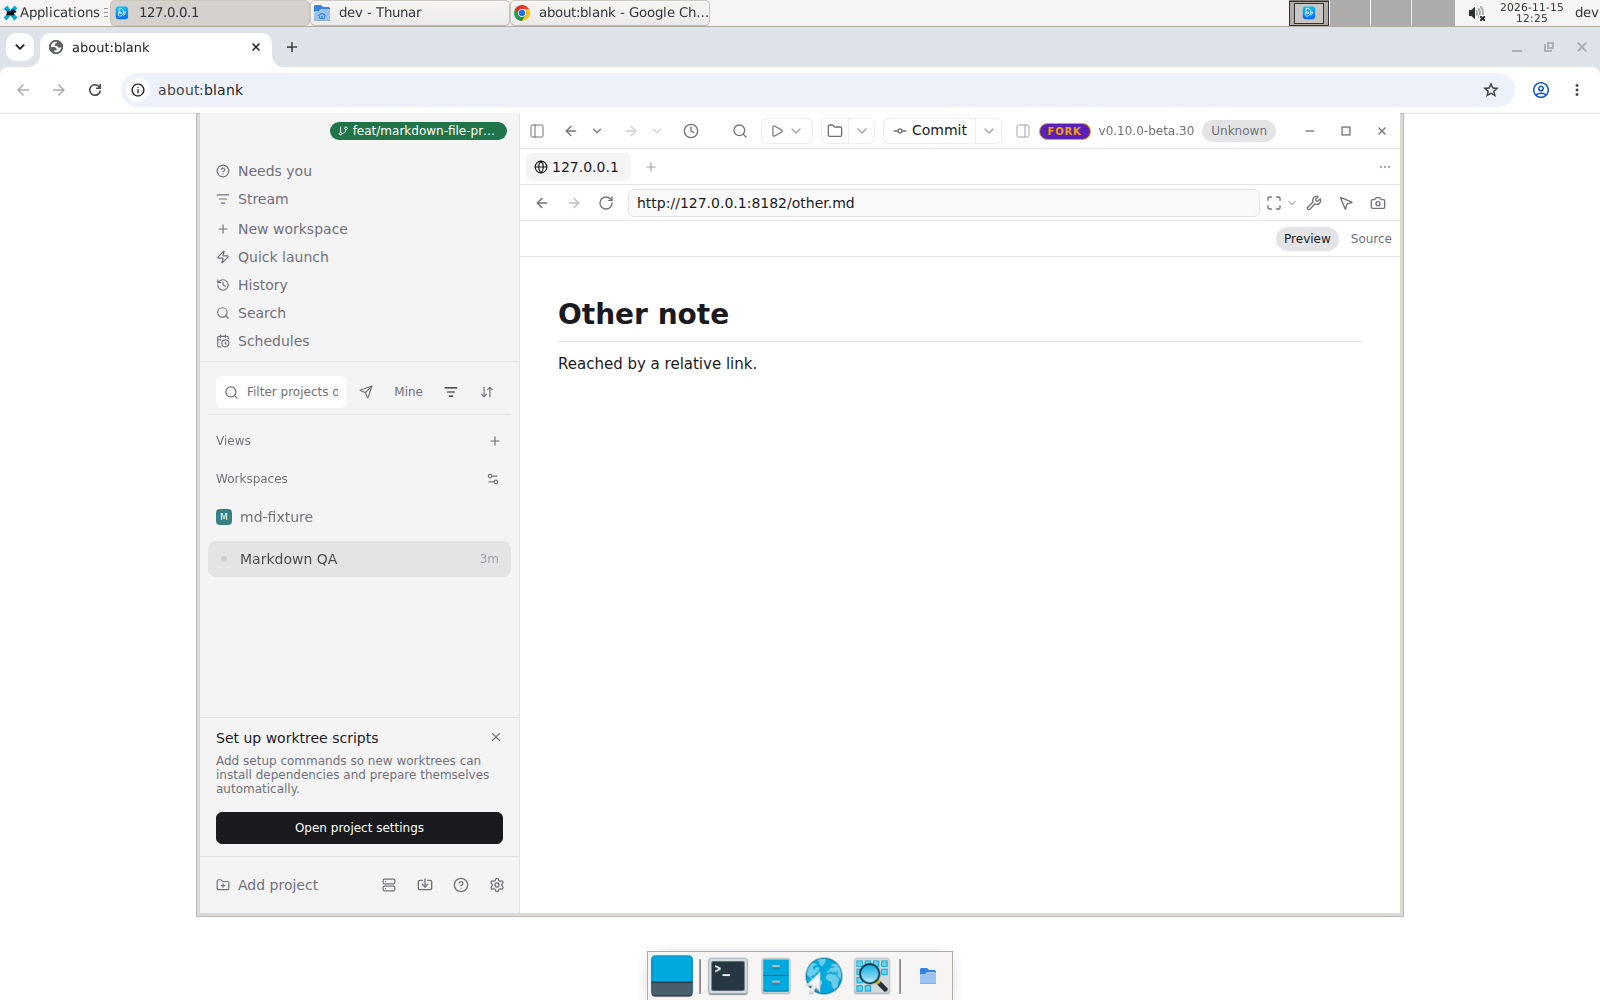 Applications
127.0.0.1
dev - Thunar
about:blank - Google Ch...
2026-11-15
12:25
dev
about:blank
about:blank
feat/markdown-file-pr...
Commit
FORK
v0.10.0-beta.30
Unknown
Needs you
Stream
New workspace
Quick launch
History
Search
Schedules
127.0.0.1
http://127.0.0.1:8182/other.md
Preview
Source
Other note
Reached by a relative link.
Filter projects o
Mine
Views
Workspaces
M
md-fixture
Markdown QA
3m
Set up worktree scripts
Add setup commands so new worktrees can
install dependencies and prepare themselves
automatically.
Open project settings
Add project